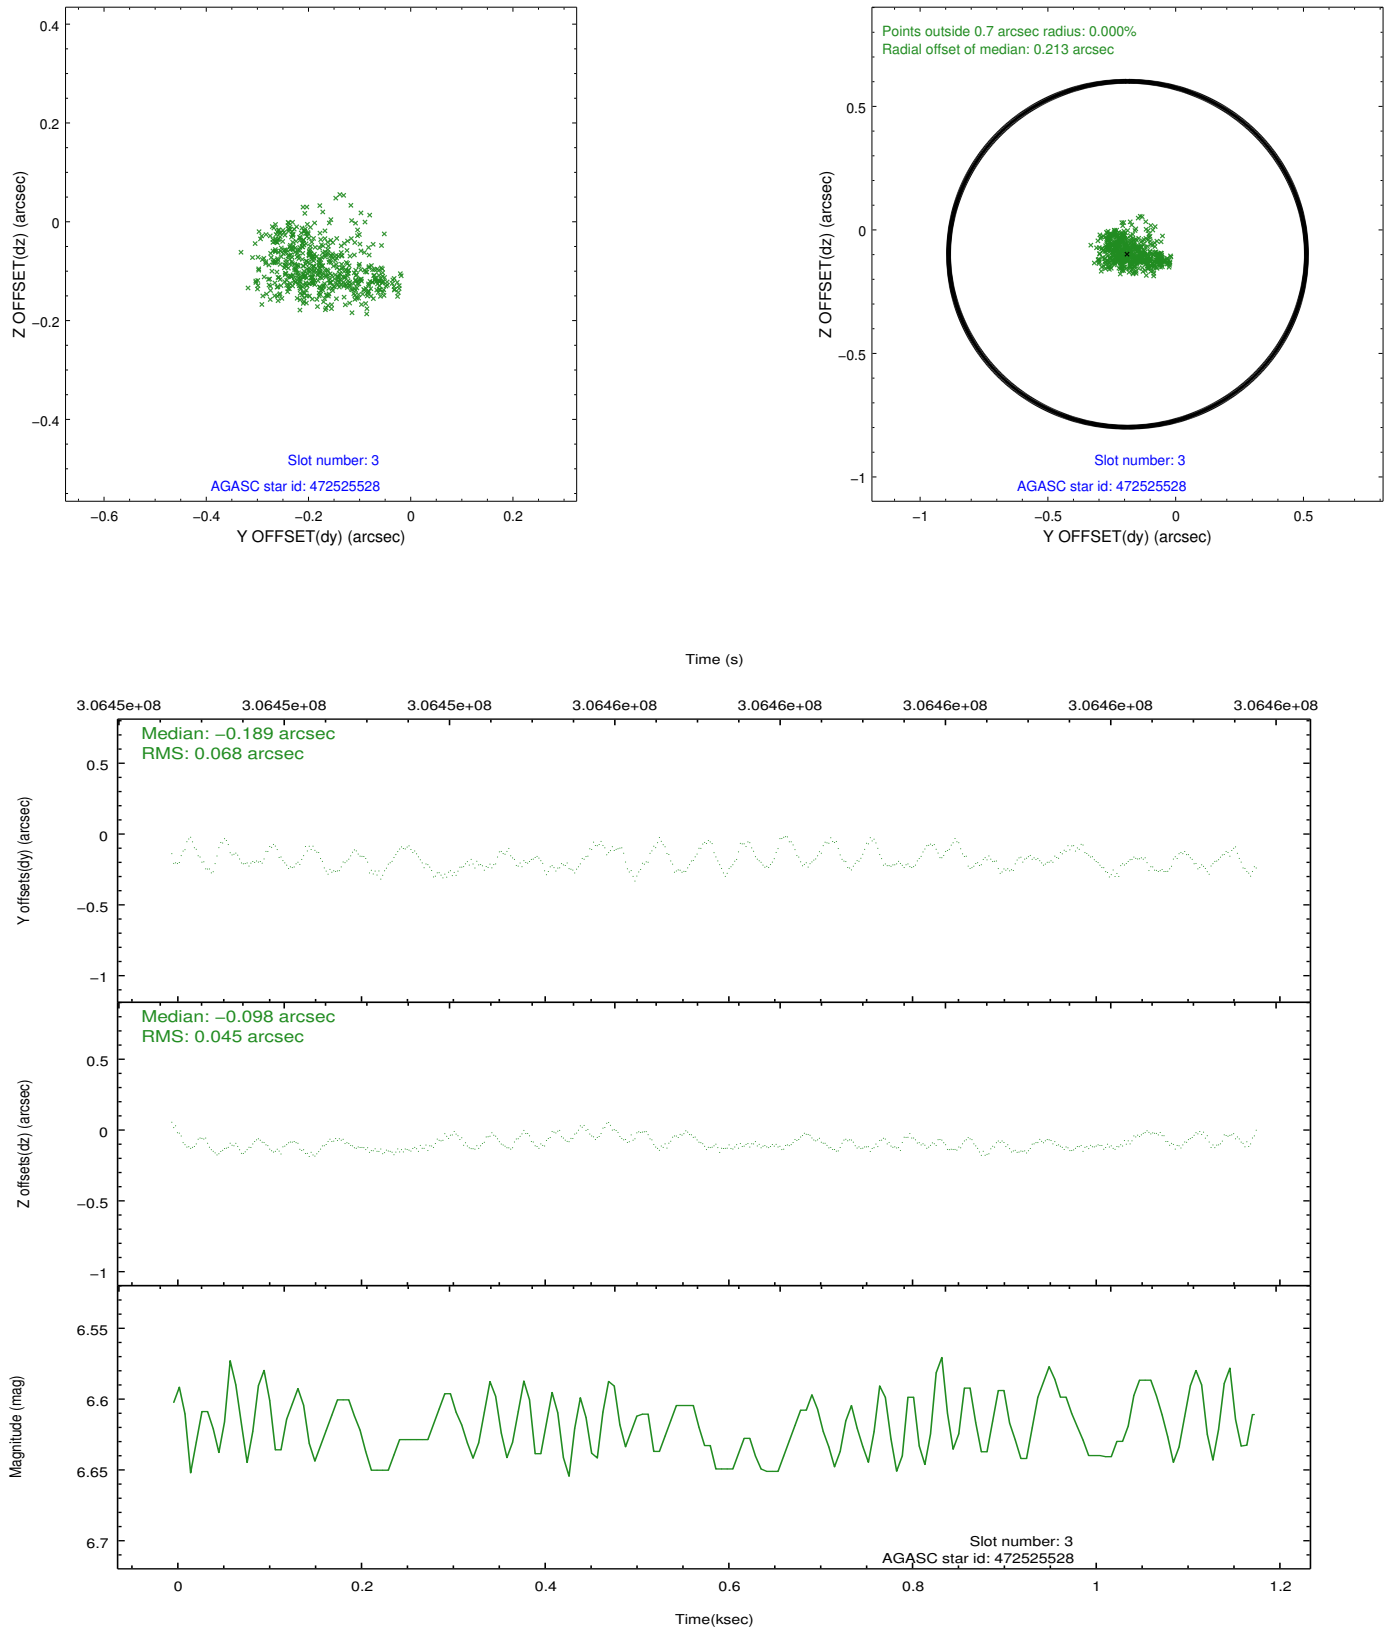 0.4
0.2
0
−0.2
−0.4
Z OFFSET(dz) (arcsec)
Slot number: 3
AGASC star id: 472525528
−0.6
−0.4
−0.2
0
0.2
Y OFFSET(dy) (arcsec)
Points outside 0.7 arcsec radius: 0.000%
Radial offset of median: 0.213 arcsec
0.5
0
−0.5
−1
Z OFFSET(dz) (arcsec)
Slot number: 3
AGASC star id: 472525528
−1
−0.5
0
0.5
Y OFFSET(dy) (arcsec)
Time (s)
3.0645e+08
3.0645e+08
3.0645e+08
3.0646e+08
3.0646e+08
3.0646e+08
3.0646e+08
3.0646e+08
Median: −0.189 arcsec
RMS: 0.068 arcsec
0.5
0
−0.5
−1
Y offsets(dy) (arcsec)
Median: −0.098 arcsec
RMS: 0.045 arcsec
0.5
0
−0.5
−1
Z offsets(dz) (arcsec)
6.55
6.6
6.65
6.7
Magnitude (mag)
Slot number: 3
AGASC star id: 472525528
0
0.2
0.4
0.6
0.8
1
1.2
Time(ksec)